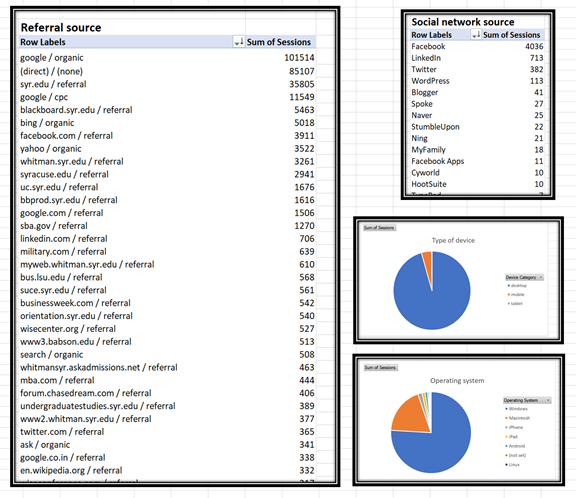 Referral source
Row Labels Sum of Sessions
google / organic 101514
(direct) / (none) 85107
syr.edu / referral 35805
google / cpc 11549
blackboard.syr.edu / referral 5463
bing / organic 5018
facebook.com / referral 3911
yahoo / organic 3522
whitman.syr.edu / referral 3261
syracuse.edu / referral 2941
uc.syr.edu / referral 1676
bbprod.syr.edu / referral 1616
google.com / referral 1506
sba.gov / referral 1270
linkedin.com / referral 706
military.com / referral 639
myweb.whitman.syr.edu / referral 610
bus.lsu.edu / referral 568
suce.syr.edu / referral 561
businessweek.com / referral 542
orientation.syr.edu / referral 540
wisecenter.org / referral 527
www3.babson.edu / referral 513
search / organic 508
whitmansyr.askadmissions.net / referral 463
mba.com / referral 444
forum.chasedream.com / referral 406
undergraduatestudies.syr.edu / referral 389
www2.whitman.syr.edu / referral 377
twitter.com / referral 365
ask / organic 341
google.co.in / referral 338
en.wikipedia.org / referral 332
Social network source
Row Labels Sum of Sessions
Facebook 4036
LinkedIn 713
Twitter 382
WordPress 113
Blogger 41
Spoke 27
Naver 25
StumbleUpon 22
Ning 21
MyFamily 18
Facebook Apps 11
Cyworld 10
HootSuite 10
Sum of Sessions
Type of device
Device Category
desktop
mobile
tablet
Sum of Sessions
Operating system
Operating System
Windows
Macintosh
iPhone
iPad
Android
(not set)
Linux